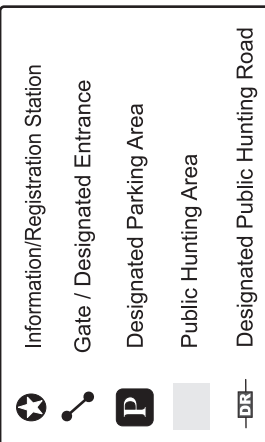 Information/Registration Station
Gate / Designated Entrance
P Designated Parking Area
Public Hunting Area
DR Designated Public Hunting Road